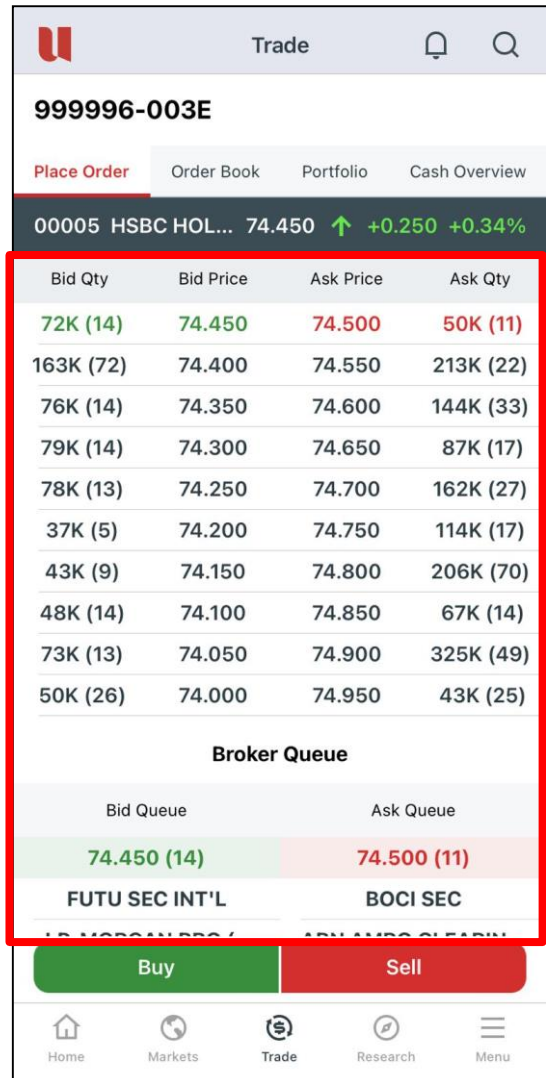 Trade
999996-003E
Place Order Order Book Portfolio Cash Overview
00005 HSBC HOL... 74.450 ↑ +0.250 +0.34%
Bid Qty Bid Price Ask Price Ask Qty
72K (14) 74.450 74.500 50K (11)
163K (72) 74.400 74.550 213K (22)
76K (14) 74.350 74.600 144K (33)
79K (14) 74.300 74.650 87K (17)
78K (13) 74.250 74.700 162K (27)
37K (5) 74.200 74.750 114K (17)
43K (9) 74.150 74.800 206K (70)
48K (14) 74.100 74.850 67K (14)
73K (13) 74.050 74.900 325K (49)
50K (26) 74.000 74.950 43K (25)
Broker Queue
Bid Queue Ask Queue
74.450 (14) 74.500 (11)
FUTU SEC INT'L BOCI SEC
Buy Sell
Home Markets Trade Research Menu